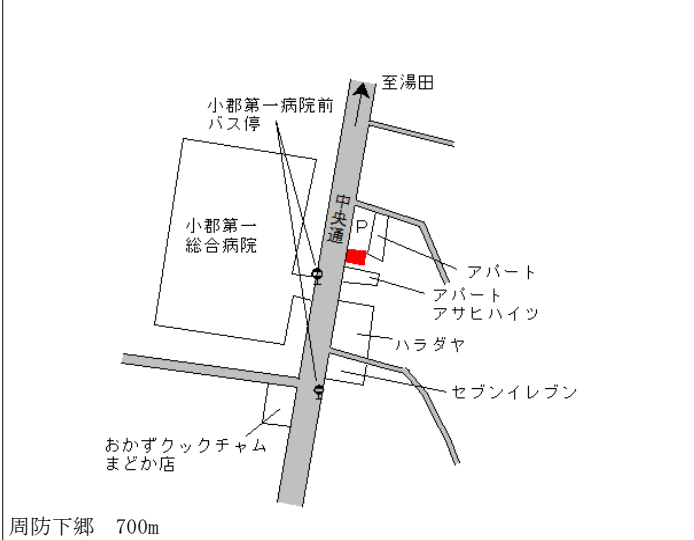 至湯田
小郡第一病院前
バス停
中央通
P
小郡第一
総合病院
アパート
アパート
アサヒハイツ
ハラダヤ
セブンイレブン
おかずクックチャム
まどか店
周防下郷　700m